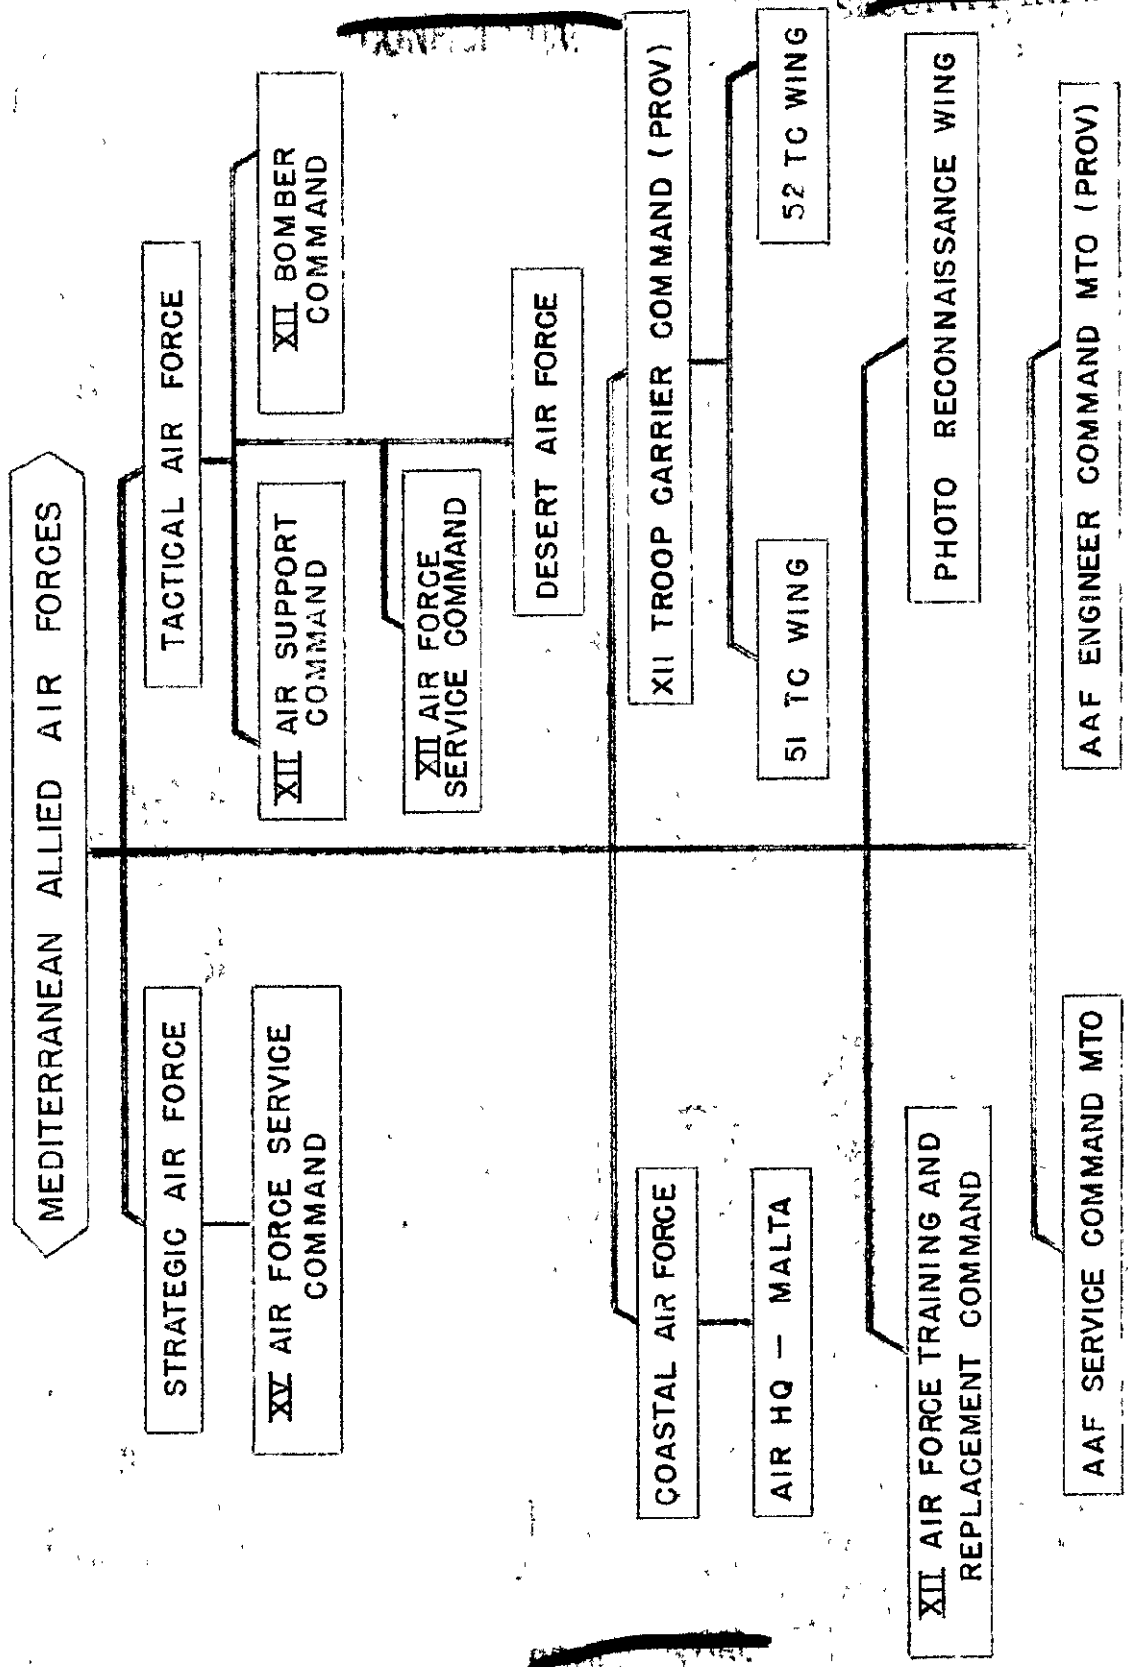 MEDITERRANEAN ALLIED AIR FORCES
STRATEGIC AIR FORCE
TACTICAL AIR FORCE
XV AIR FORCE SERVICE
COMMAND
XII AIR SUPPORT
COMMAND
XII BOMBER
COMMAND
XII AIR FORCE
SERVICE COMMAND
DESERT AIR FORCE
COASTAL AIR FORCE
XII TROOP CARRIER COMMAND (PROV)
AIR HQ — MALTA
51 TC WING
52 TC WING
XII AIR FORCE TRAINING AND
REPLACEMENT COMMAND
PHOTO RECONNAISSANCE WING
AAF SERVICE COMMAND MTO
AAF ENGINEER COMMAND MTO (PROV)